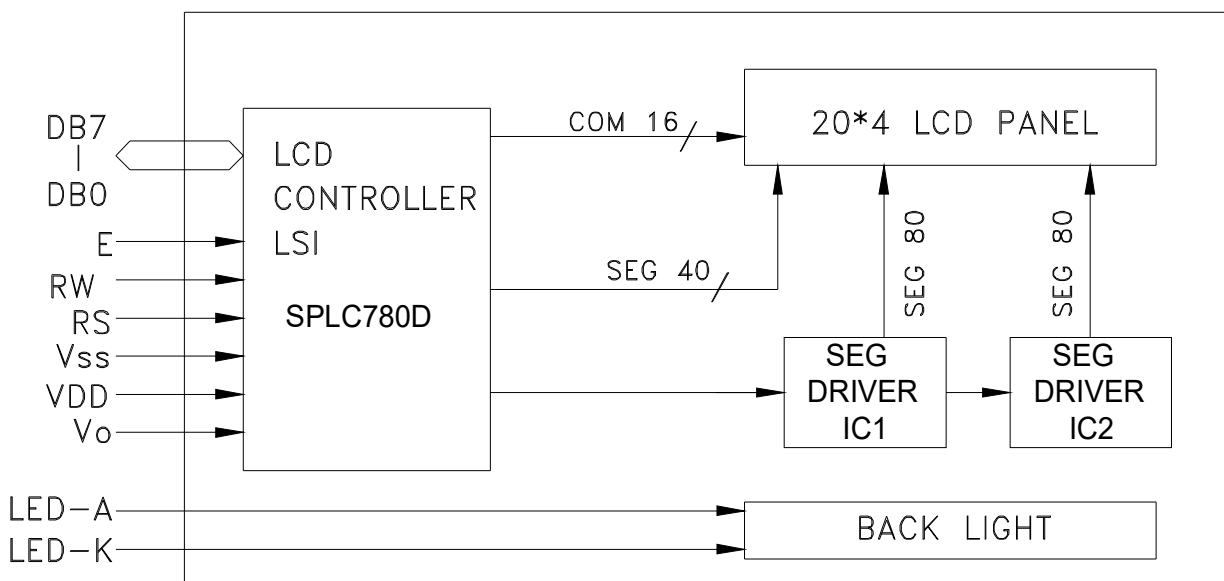 DB7
|
DB0
E
RW
RS
Vss
VDD
Vo
LED-A
LED-K
LCD
CONTROLLER
LSI
SPLC780D
COM 16
SEG 40
20*4 LCD PANEL
SEG 80
SEG 80
SEG
DRIVER
IC1
SEG
DRIVER
IC2
BACK LIGHT